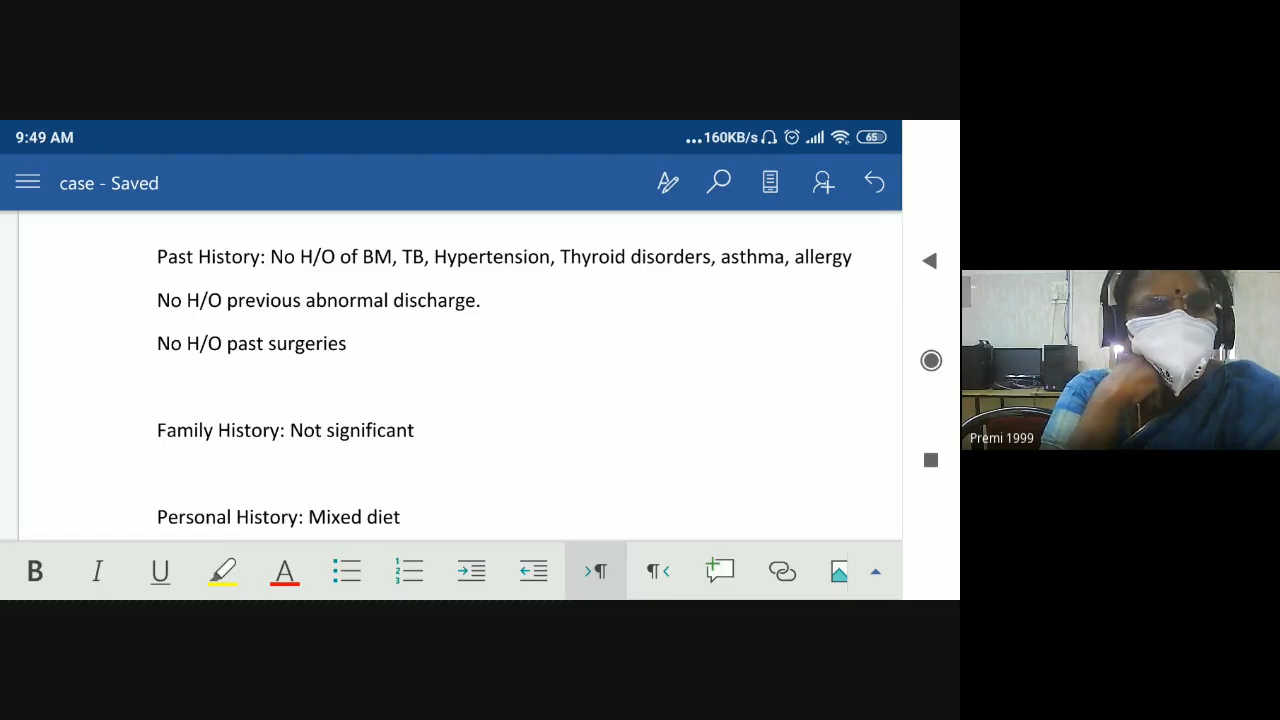 9:49 AM
...160KB/s
65
case - Saved
Past History: No H/O of BM, TB, Hypertension, Thyroid disorders, asthma, allergy
No H/O previous abnormal discharge.
No H/O past surgeries
Family History: Not significant
Personal History: Mixed diet
Premi 1999
B I U A